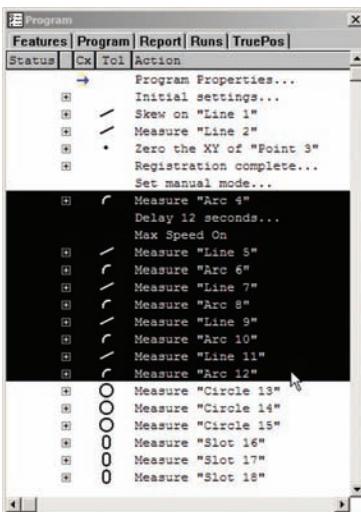 Program
Features Program Report Runs TruePos
Status Cx Tol Action
Program Properties...
Initial settings...
Skew on "Line 1"
Measure "Line 2"
Zero the XY of "Point 3"
Registration complete...
Set manual mode...
Measure "Arc 4"
Delay 12 seconds...
Max Speed On
Measure "Line 5"
Measure "Arc 6"
Measure "Line 7"
Measure "Arc 8"
Measure "Line 9"
Measure "Arc 10"
Measure "Line 11"
Measure "Arc 12"
Measure "Circle 13"
Measure "Circle 14"
Measure "Circle 15"
Measure "Slot 16"
Measure "Slot 17"
Measure "Slot 18"